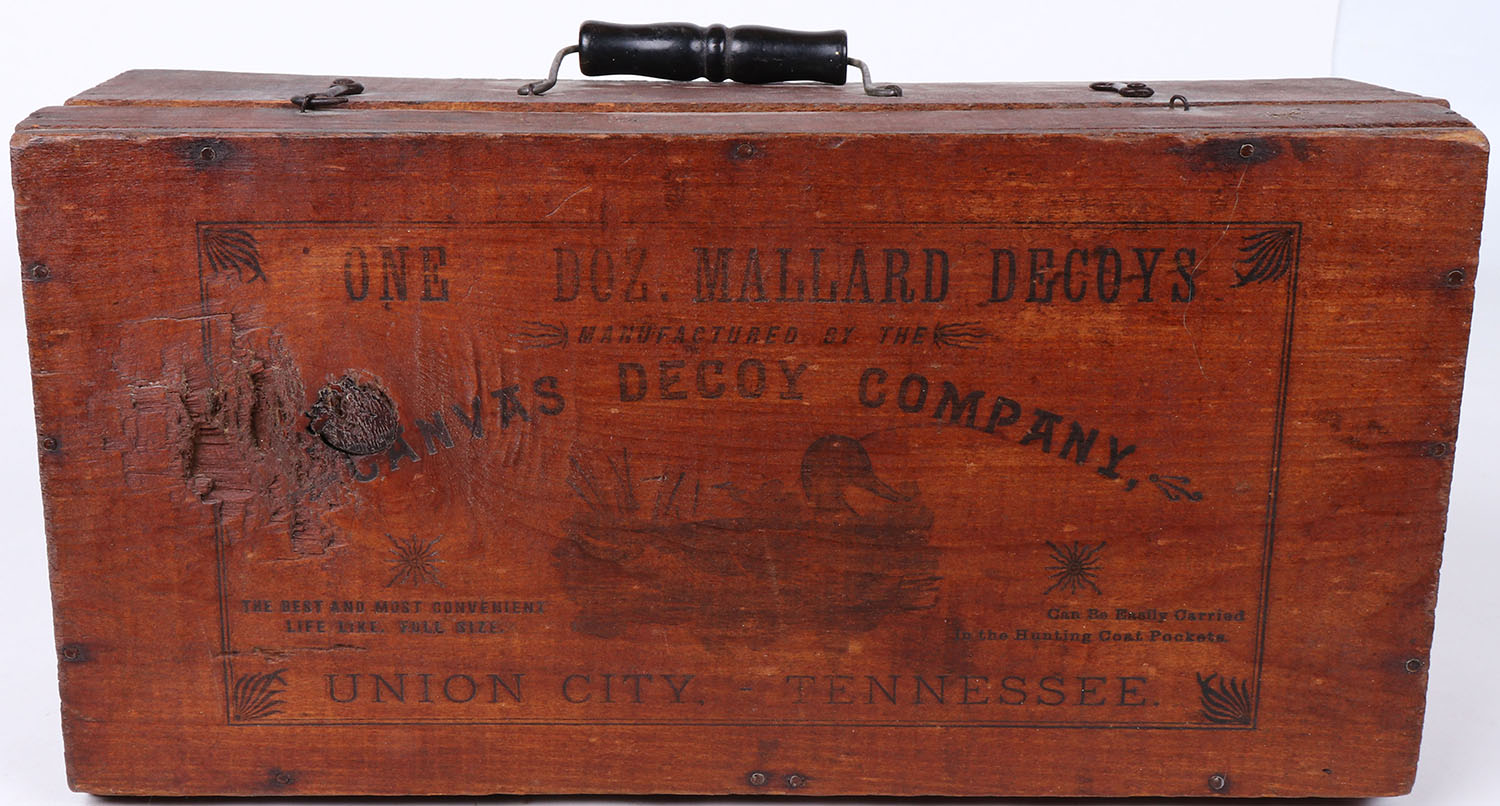 ONE DOZ. MALLARD DECOYS
MANUFACTURED BY THE
CANVAS DECOY COMPANY,
THE BEST AND MOST CONVENIENT
LIFE LIKE. FULL SIZE.
Can Be Easily Carried
In the Hunting Coat Pockets.
UNION CITY, - TENNESSEE.